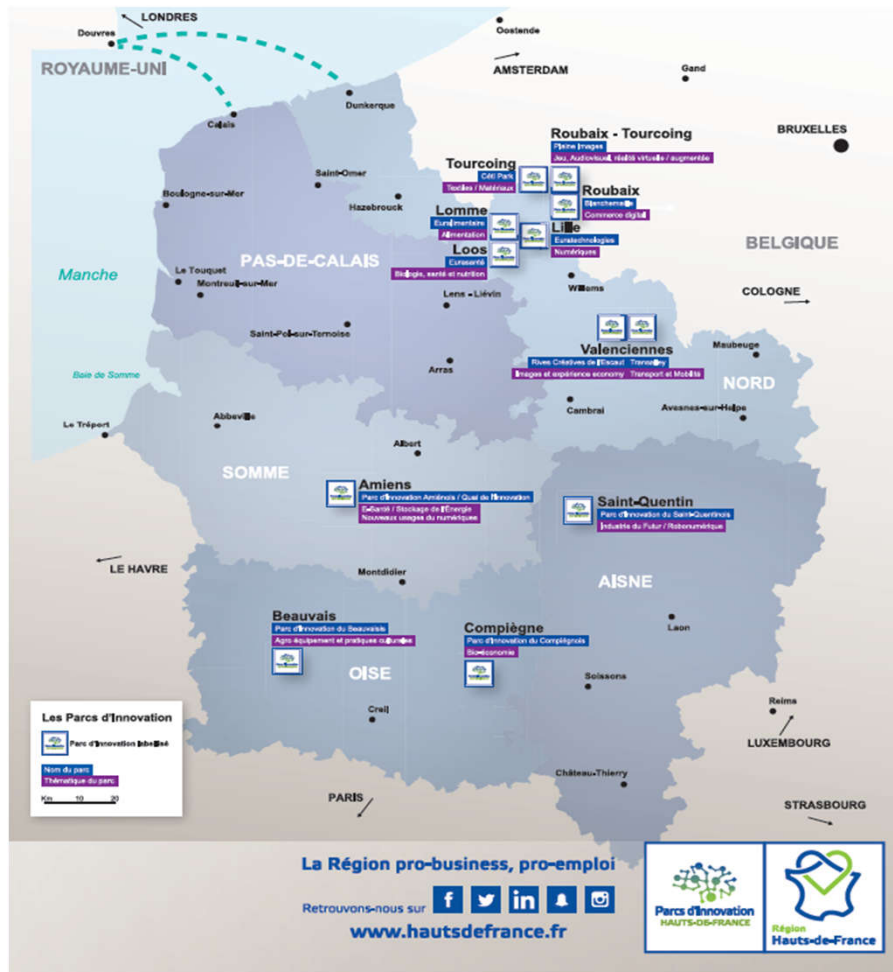 LONDRES
Douvres
ROYAUME-UNI
Oostende
AMSTERDAM
Gand
Dunkerque
Calais
BRUXELLES
Roubaix - Tourcoing
Plaine Images
Jeu, Audiovisuel, réalité virtuelle / augmentée
Tourcoing
Céti Park
Textiles / Matériaux
Saint-Omer
Boulogne-sur-Mer
Hazebrouck
Roubaix
Blanchemaille
Commerce digital
Lomme
Euralimentaire
Alimentation
Lille
Euratechnologies
Numériques
Loos
Eurasanté
Biologie, santé et nutrition
BELGIQUE
PAS-DE-CALAIS
Manche
Le Touquet
Montreuil-sur-Mer
Willems
COLOGNE
Lens - Liévin
Saint-Pol-sur-Ternoise
Valenciennes
Rives Créatives de l'Escaut
Transalley
Images et expérience economy
Transport et Mobilité
Maubeuge
Arras
NORD
Baie de Somme
Cambrai
Avesnes-sur-Helpe
Abbeville
Le Tréport
Albert
SOMME
Amiens
Parc d'Innovation Amiénois / Quai de l'Innovation
E-Santé / Stockage de l'Énergie
Nouveaux usages du numériques
Saint-Quentin
Parc d'Innovation du Saint-Quentinois
Industrie du Futur / Robonumérique
LE HAVRE
Montdidier
AISNE
Beauvais
Parc d'Innovation du Beauvaisis
Agro équipement et pratiques culturales
Compiègne
Parc d'Innovation du Compiégnois
Bio-économie
Laon
OISE
Soissons
Creil
Reims
LUXEMBOURG
Les Parcs d'Innovation
Parc d'Innovation labellisé
Nom du parc
Thématique du parc
Km 10 20
Château-Thierry
PARIS
STRASBOURG
La Région pro-business, pro-emploi
Retrouvons-nous sur
www.hautsdefrance.fr
Parcs d'Innovation
HAUTS-DE-FRANCE
Région
Hauts-de-France